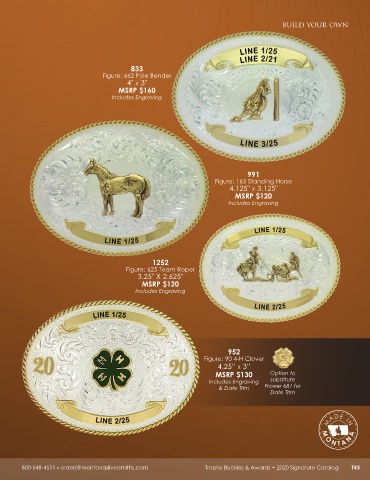 BUILD YOUR OWN
833
Figure: 662 Pole Bender
4" x 3"
MSRP $160
Includes Engraving
LINE 1/25
LINE 2/21
LINE 3/25
991
Figure: 163 Standing Horse
4.125" x 3.125"
MSRP $120
Includes Engraving
LINE 1/25
1252
Figure: 625 Team Roper
3.25" X 2.625"
MSRP $120
Includes Engraving
LINE 1/25
LINE 2/25
LINE 1/25
20 20
H H
H H
LINE 2/25
952
Figure: 90 4-H Clover
4.25" x 3"
MSRP $130
Includes Engraving
& Date Trim
Option to
substitute
Flower 681 for
Date Trim
MADE IN
MONTANA
800-548-4511 • orders@montanasilversmiths.com Trophy Buckles & Awards • 2020 Signature Catalog T43